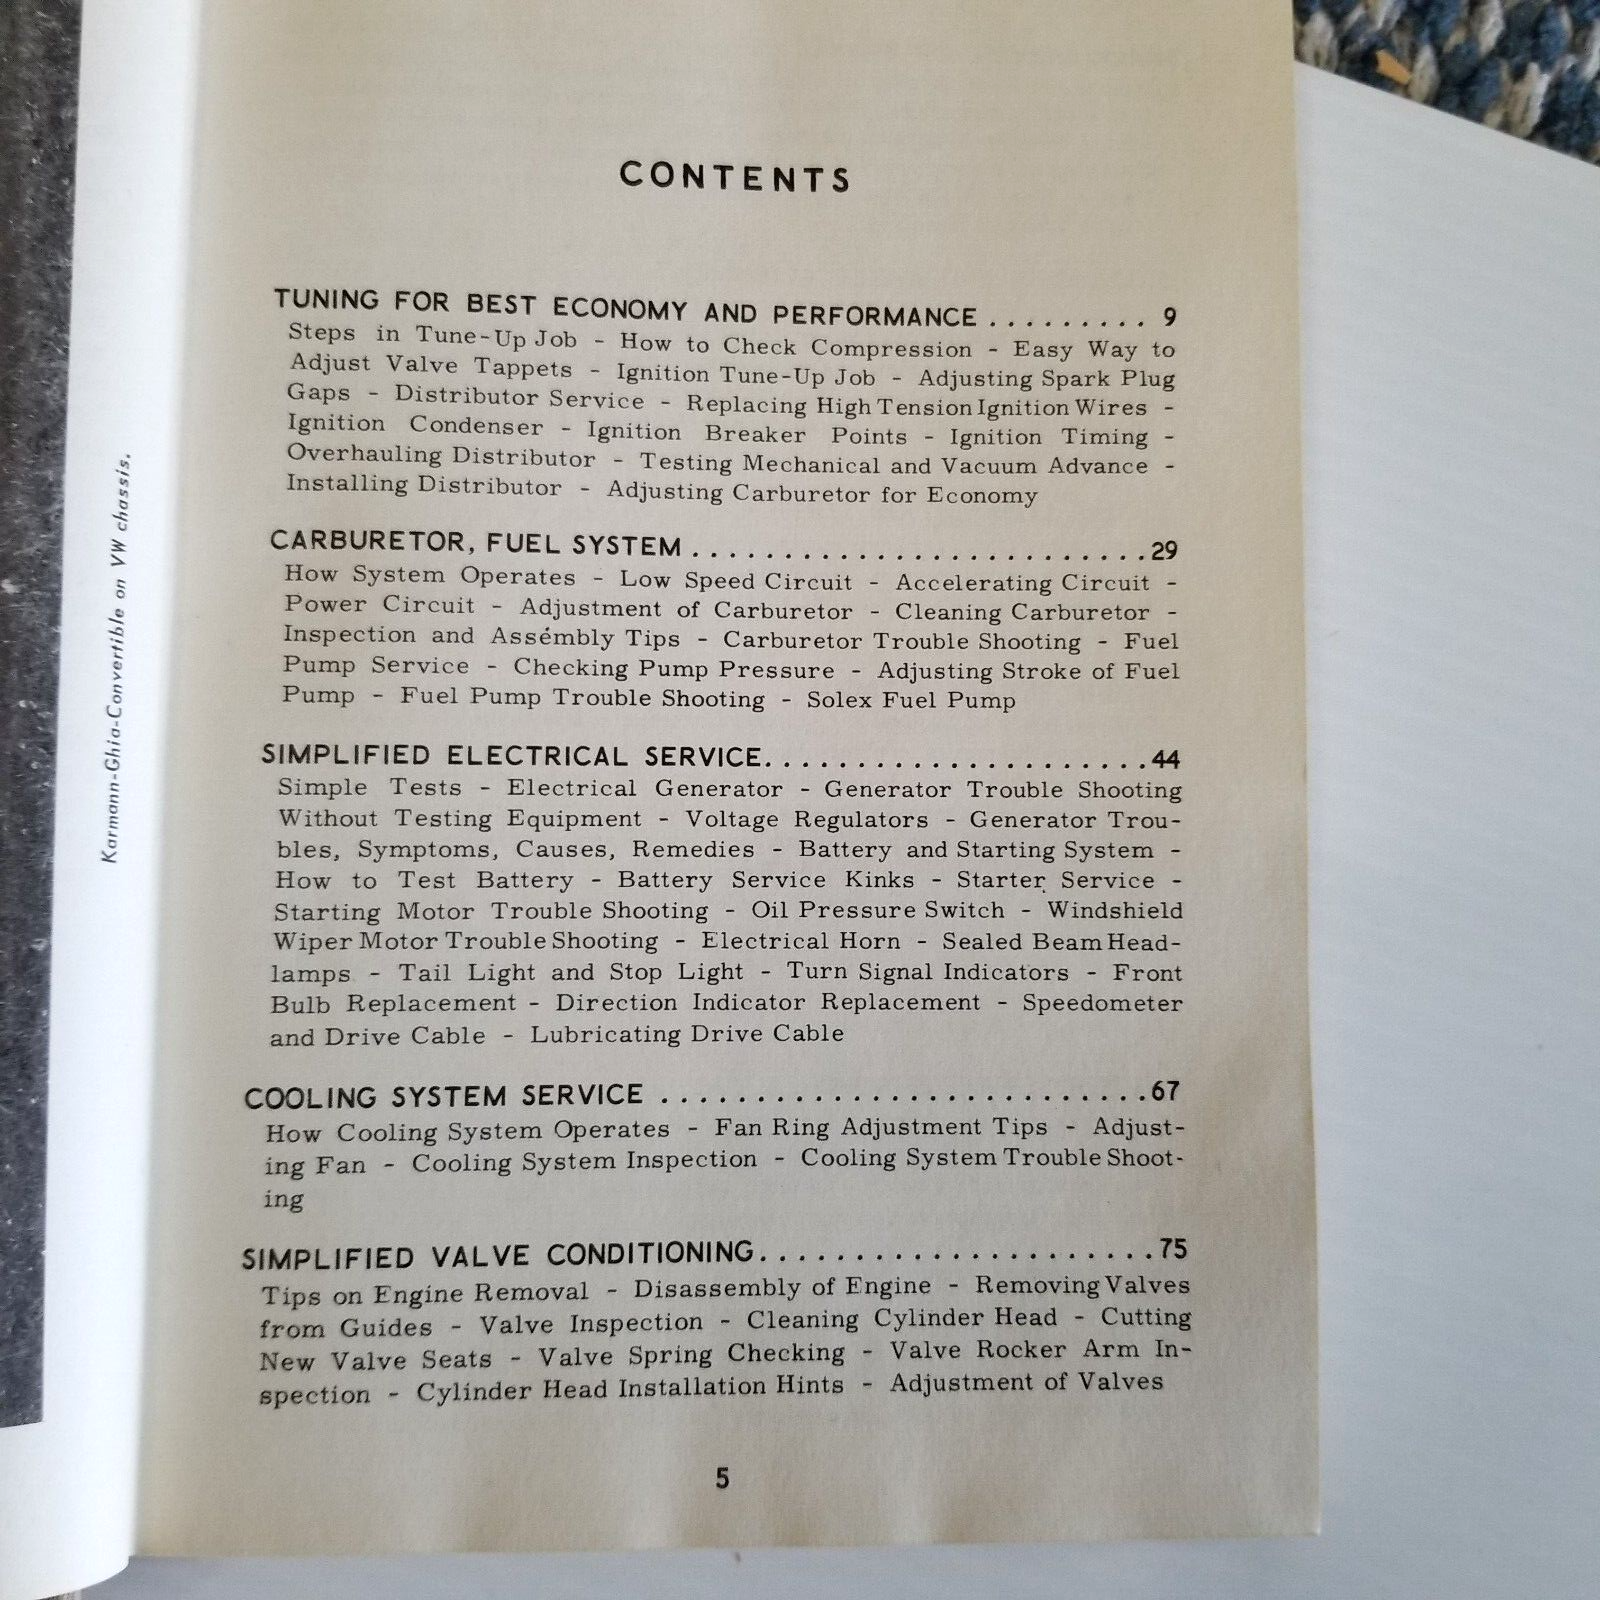 Karmann-Ghia-Convertible on VW chassis.
CONTENTS
TUNING FOR BEST ECONOMY AND PERFORMANCE . . . . . . . . . 9
Steps in Tune-Up Job - How to Check Compression - Easy Way to
Adjust Valve Tappets - Ignition Tune-Up Job - Adjusting Spark Plug
Gaps - Distributor Service - Replacing High Tension Ignition Wires -
Ignition Condenser - Ignition Breaker Points - Ignition Timing -
Overhauling Distributor - Testing Mechanical and Vacuum Advance -
Installing Distributor - Adjusting Carburetor for Economy
CARBURETOR, FUEL SYSTEM . . . . . . . . . . . . . . . . . . . . . . . . . . . . 29
How System Operates - Low Speed Circuit - Accelerating Circuit -
Power Circuit - Adjustment of Carburetor - Cleaning Carburetor -
Inspection and Assembly Tips - Carburetor Trouble Shooting - Fuel
Pump Service - Checking Pump Pressure - Adjusting Stroke of Fuel
Pump - Fuel Pump Trouble Shooting - Solex Fuel Pump
SIMPLIFIED ELECTRICAL SERVICE. . . . . . . . . . . . . . . . . . . . . . . . 44
Simple Tests - Electrical Generator - Generator Trouble Shooting
Without Testing Equipment - Voltage Regulators - Generator Trou-
bles, Symptoms, Causes, Remedies - Battery and Starting System -
How to Test Battery - Battery Service Kinks - Starter Service -
Starting Motor Trouble Shooting - Oil Pressure Switch - Windshield
Wiper Motor Trouble Shooting - Electrical Horn - Sealed Beam Head-
lamps - Tail Light and Stop Light - Turn Signal Indicators - Front
Bulb Replacement - Direction Indicator Replacement - Speedometer
and Drive Cable - Lubricating Drive Cable
COOLING SYSTEM SERVICE . . . . . . . . . . . . . . . . . . . . . . . . . . . . . . 67
How Cooling System Operates - Fan Ring Adjustment Tips - Adjust-
ing Fan - Cooling System Inspection - Cooling System Trouble Shoot-
ing
SIMPLIFIED VALVE CONDITIONING. . . . . . . . . . . . . . . . . . . . . . . . 75
Tips on Engine Removal - Disassembly of Engine - Removing Valves
from Guides - Valve Inspection - Cleaning Cylinder Head - Cutting
New Valve Seats - Valve Spring Checking - Valve Rocker Arm In-
spection - Cylinder Head Installation Hints - Adjustment of Valves
5